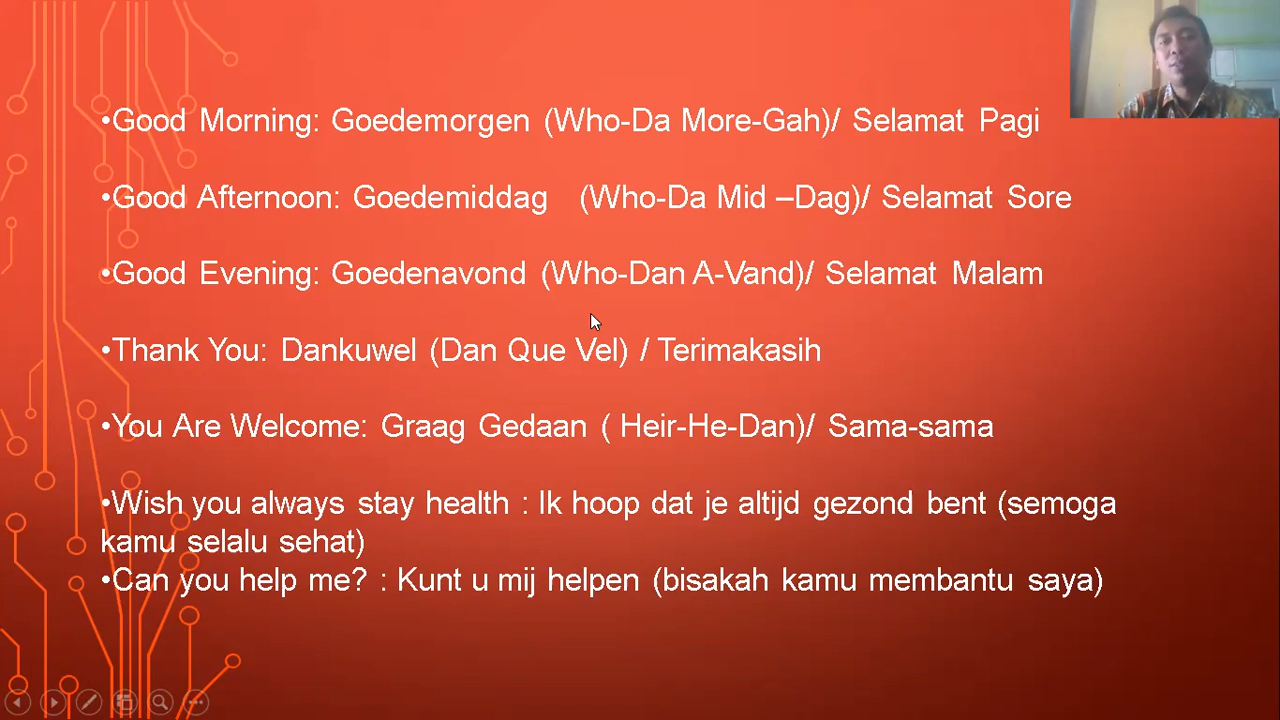 •Good Morning: Goedemorgen (Who-Da More-Gah)/ Selamat Pagi
•Good Afternoon: Goedemiddag (Who-Da Mid –Dag)/ Selamat Sore
•Good Evening: Goedenavond (Who-Dan A-Vand)/ Selamat Malam
•Thank You: Dankuwel (Dan Que Vel) / Terimakasih
•You Are Welcome: Graag Gedaan ( Heir-He-Dan)/ Sama-sama
•Wish you always stay health : Ik hoop dat je altijd gezond bent (semoga
kamu selalu sehat)
•Can you help me? : Kunt u mij helpen (bisakah kamu membantu saya)